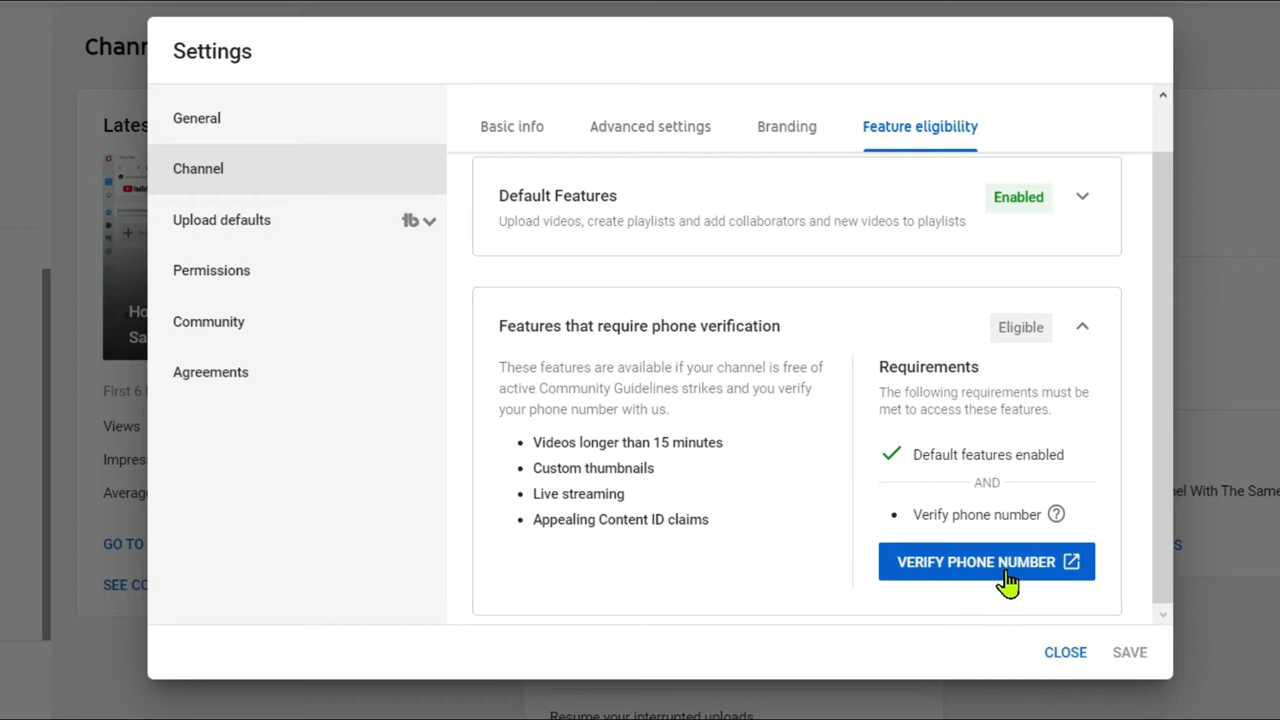 Chann
Settings
Lates
Ho
Sa
First 6
Views
Impres
Averag
GO TO
SEE CO
General
Channel
Upload defaults
Permissions
Community
Agreements
Basic info
Advanced settings
Branding
Feature eligibility
Default Features
Enabled
Upload videos, create playlists and add collaborators and new videos to playlists
Features that require phone verification
Eligible
These features are available if your channel is free of
active Community Guidelines strikes and you verify
your phone number with us.
• Videos longer than 15 minutes
• Custom thumbnails
• Live streaming
• Appealing Content ID claims
Requirements
The following requirements must be
met to access these features.
Default features enabled
AND
• Verify phone number
VERIFY PHONE NUMBER
CLOSE
SAVE
nel With The Same
S
Resume your interrupted uploads